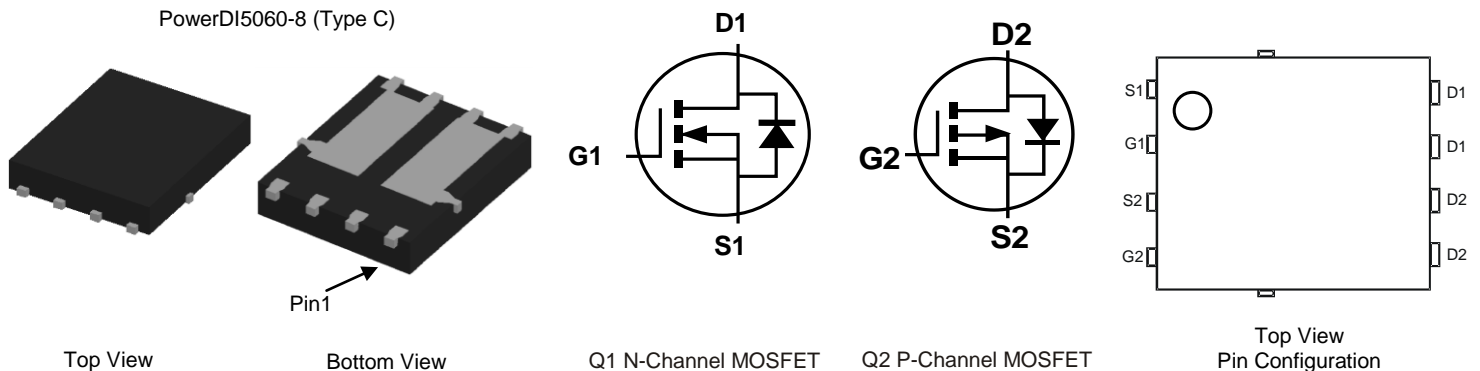 PowerDI5060-8 (Type C)
Pin1
Top View
Bottom View
D1
G1
S1
Q1 N-Channel MOSFET
D2
G2
S2
Q2 P-Channel MOSFET
S1
G1
S2
G2
D1
D1
D2
D2
Top View
Pin Configuration